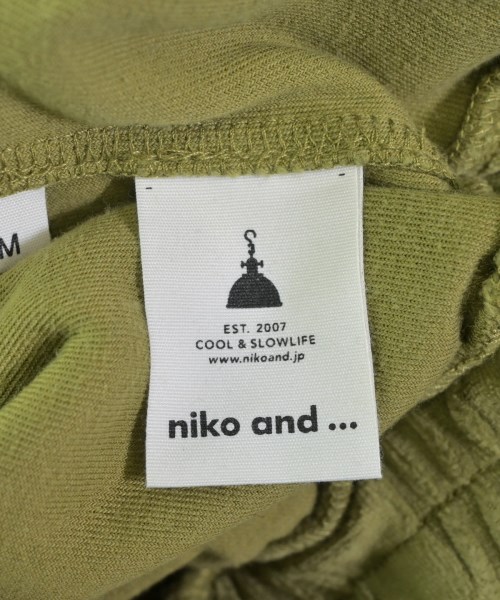 M
EST. 2007
COOL & SLOWLIFE
www.nikoand.jp
niko and ...